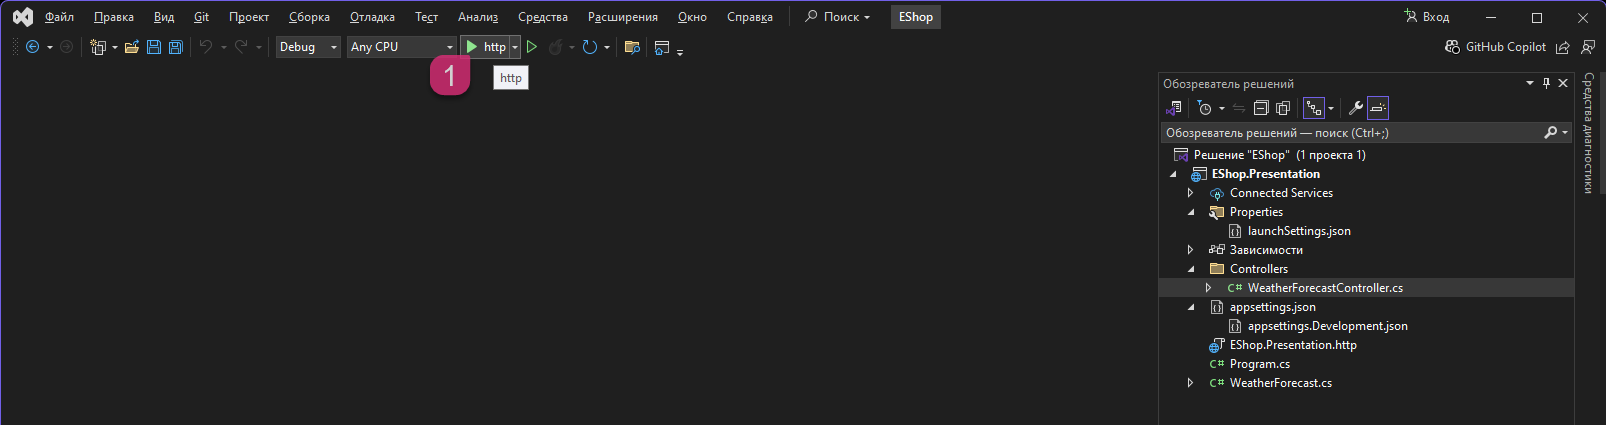 Файл Правка Вид Git Проект Сборка Отладка Тест Анализ Средства Расширения Окно Справка Поиск EShop Вход
Debug Any CPU http GitHub Copilot
1 http
Обозреватель решений
Обозреватель решений — поиск (Ctrl+;)
Решение "EShop" (1 проекта 1)
EShop.Presentation
Connected Services
Properties
launchSettings.json
Зависимости
Controllers
C# WeatherForecastController.cs
appsettings.json
appsettings.Development.json
EShop.Presentation.http
C# Program.cs
C# WeatherForecast.cs
Средства диагностики